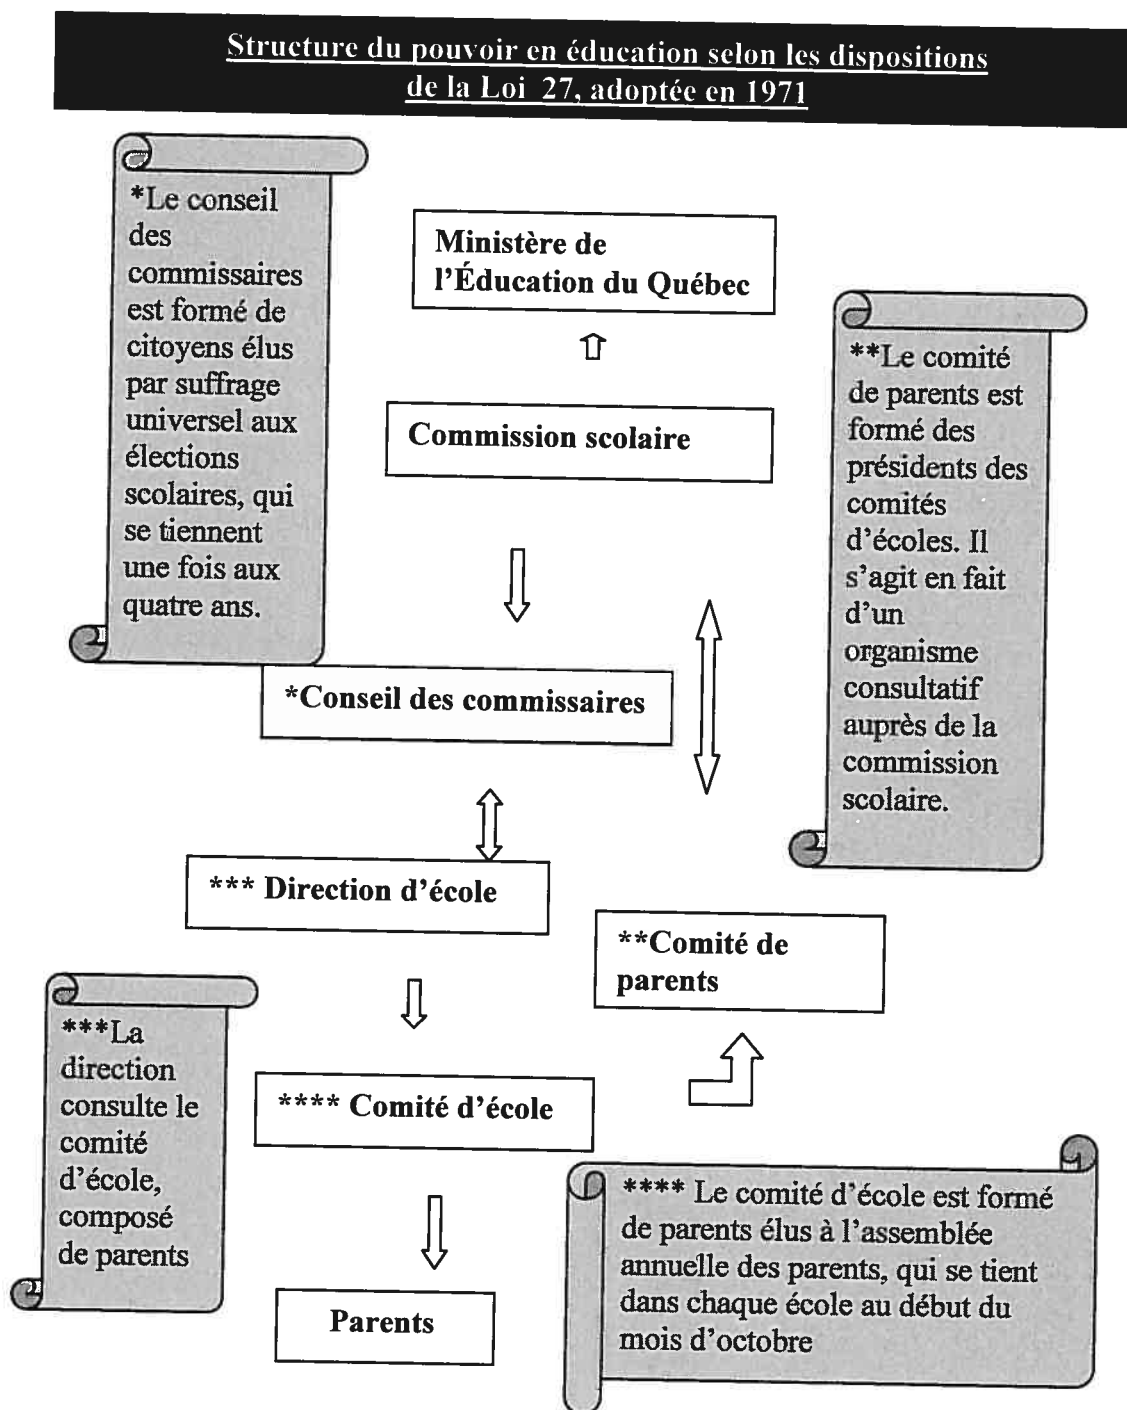 Structure du pouvoir en éducation selon les dispositions
de la Loi 27, adoptée en 1971
*Le conseil
des
commissaires
est formé de
citoyens élus
par suffrage
universel aux
élections
scolaires, qui
se tiennent
une fois aux
quatre ans.
Ministère de
l'Éducation du Québec
Commission scolaire
**Le comité
de parents est
formé des
présidents des
comités
d'écoles. Il
s'agit en fait
d'un
organisme
consultatif
auprès de la
commission
scolaire.
*Conseil des commissaires
*** Direction d'école
**Comité de
parents
***La
direction
consulte le
comité
d'école,
composé
de parents
**** Comité d'école
**** Le comité d'école est formé
de parents élus à l'assemblée
annuelle des parents, qui se tient
dans chaque école au début du
mois d'octobre
Parents